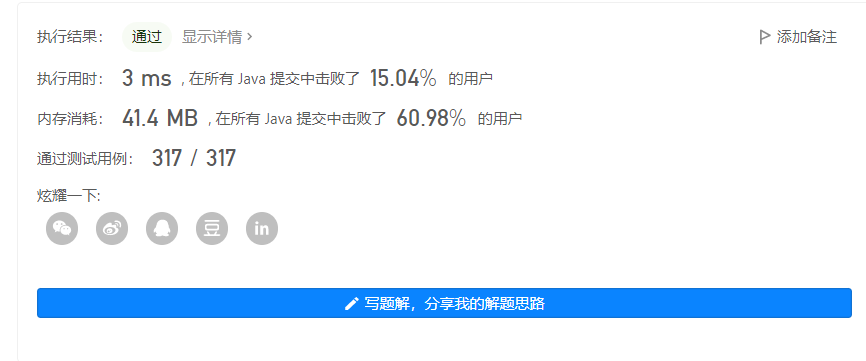 执行结果： 通过 显示详情 › 添加备注
执行用时： 3 ms , 在所有 Java 提交中击败了 15.04% 的用户
内存消耗： 41.4 MB , 在所有 Java 提交中击败了 60.98% 的用户
通过测试用例： 317 / 317
炫耀一下:
豆 in
写题解，分享我的解题思路